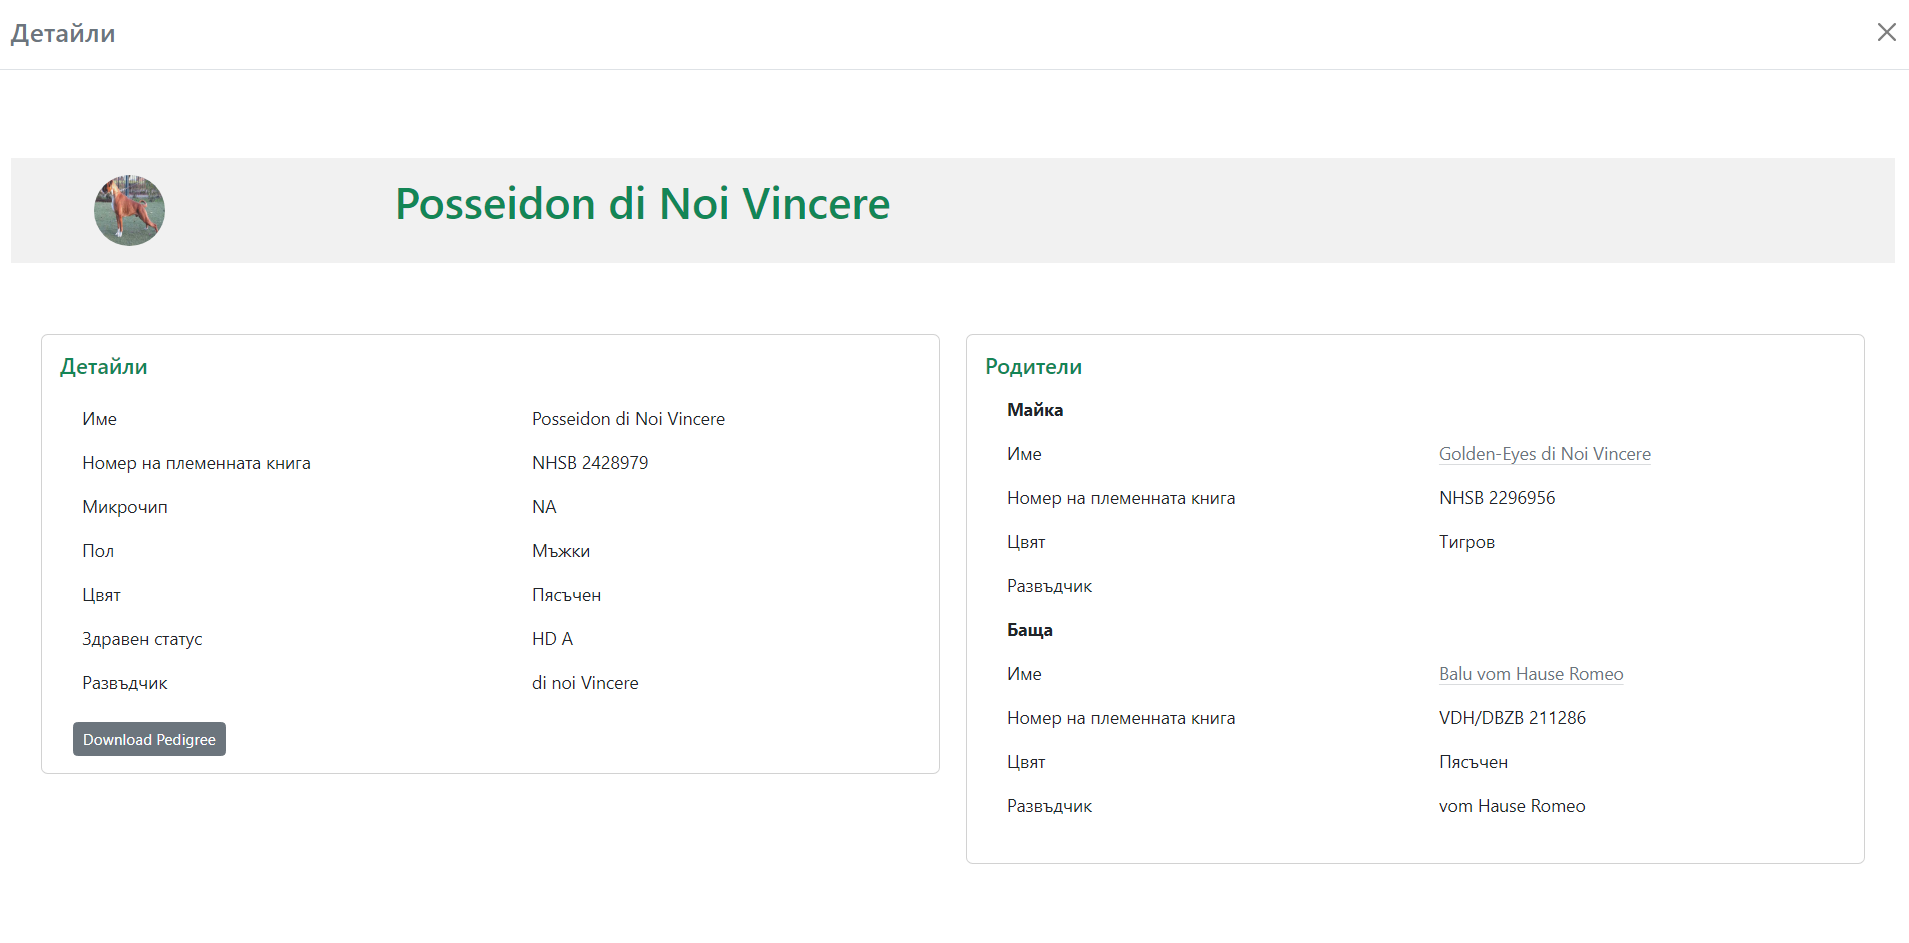 Детайли
Posseidon di Noi Vincere
Детайли
Име Posseidon di Noi Vincere
Номер на племенната книга NHSB 2428979
Микрочип NA
Пол Мъжки
Цвят Пясъчен
Здравен статус HD A
Развъдчик di noi Vincere
Download Pedigree
Родители
Майка
Име Golden-Eyes di Noi Vincere
Номер на племенната книга NHSB 2296956
Цвят Тигров
Развъдчик
Баща
Име Balu vom Hause Romeo
Номер на племенната книга VDH/DBZB 211286
Цвят Пясъчен
Развъдчик vom Hause Romeo